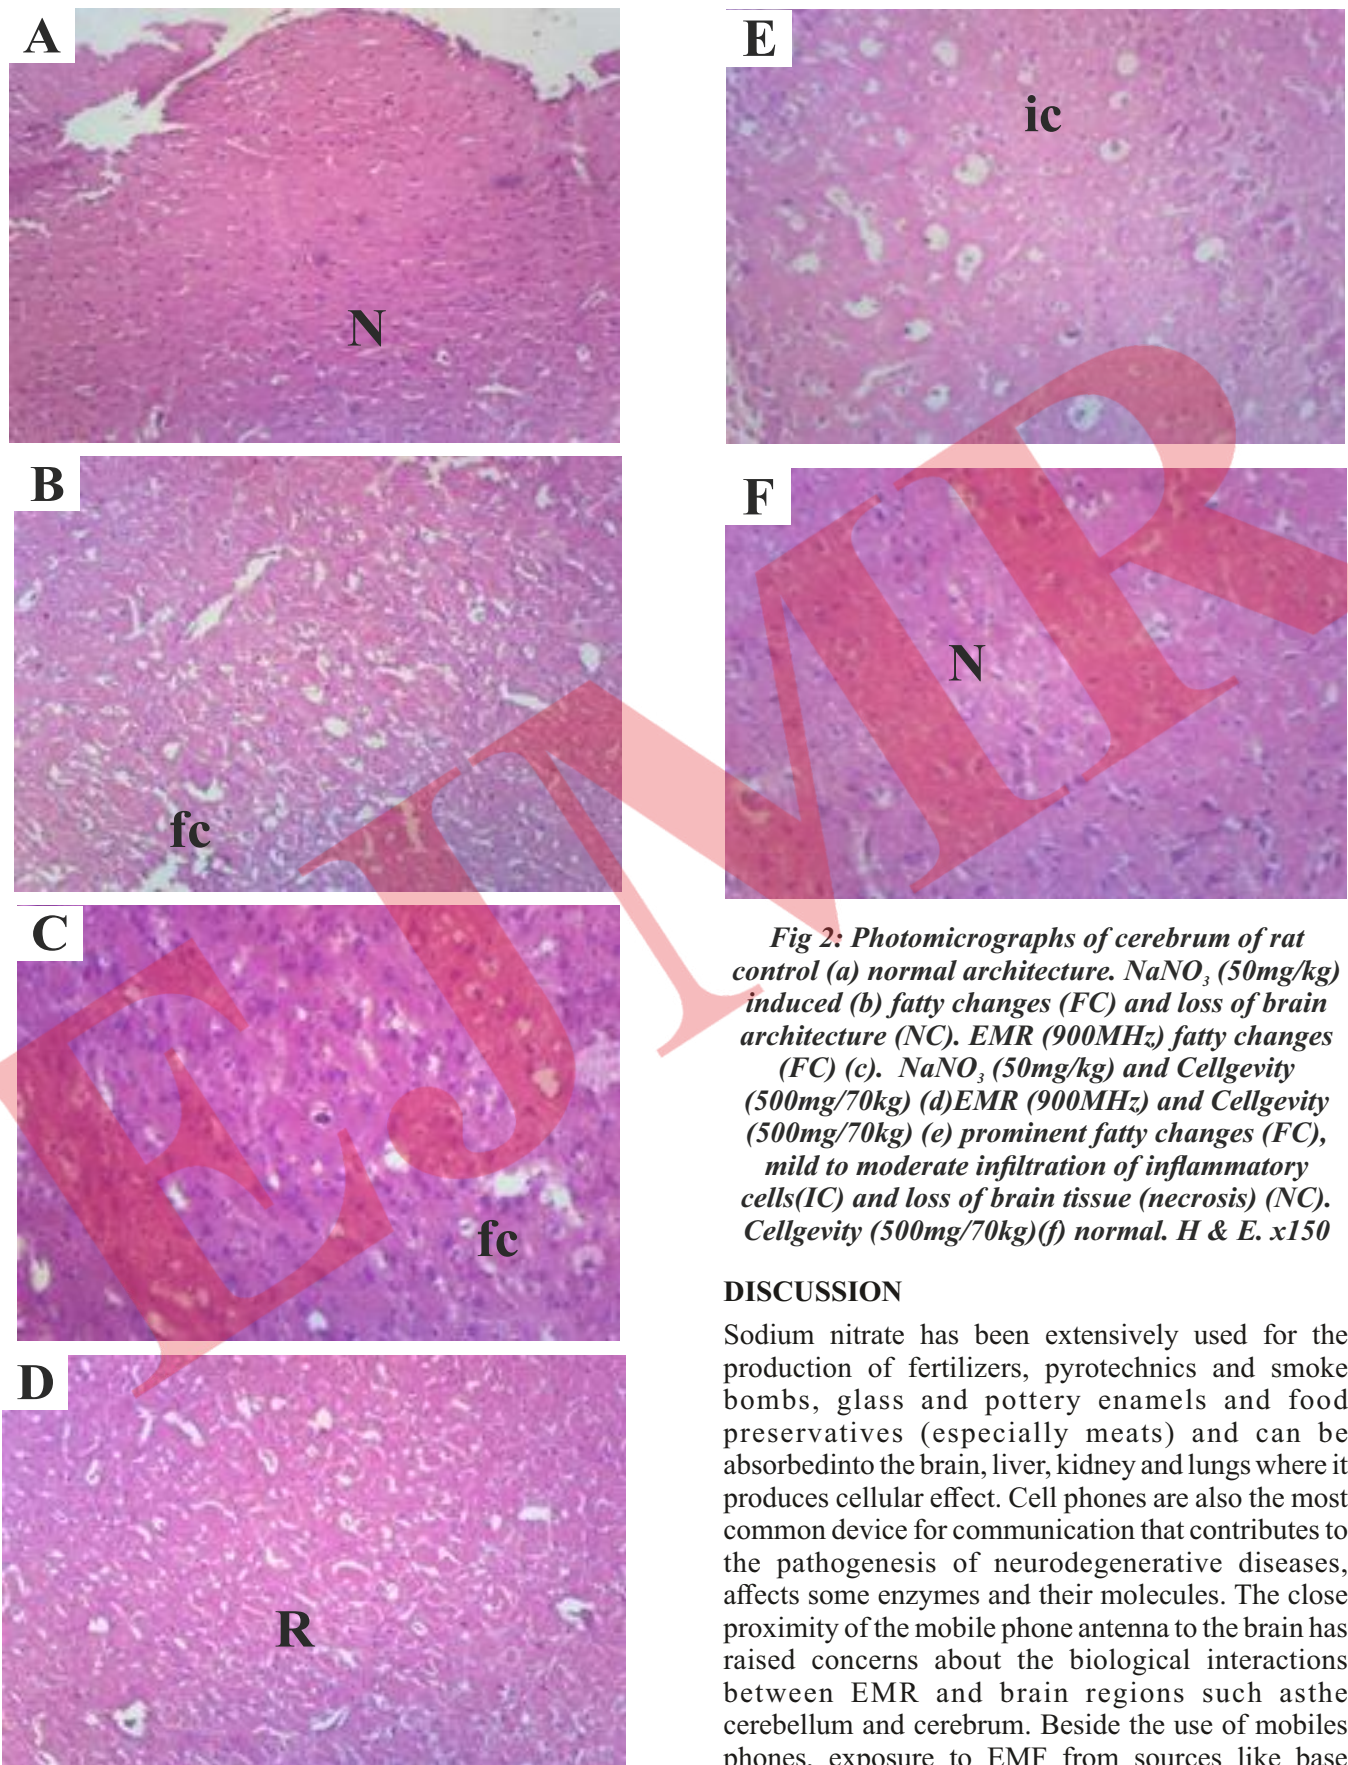 A
N
B
fc
C
fc
D
R
E
ic
F
N
EJMR
Fig 2: Photomicrographs of cerebrum of rat
control (a) normal architecture. NaNO₃ (50mg/kg)
induced (b) fatty changes (FC) and loss of brain
architecture (NC). EMR (900MHz) fatty changes
(FC) (c). NaNO₃ (50mg/kg) and Cellgevity
(500mg/70kg) (d)EMR (900MHz) and Cellgevity
(500mg/70kg) (e) prominent fatty changes (FC),
mild to moderate infiltration of inflammatory
cells(IC) and loss of brain tissue (necrosis) (NC).
Cellgevity (500mg/70kg)(f) normal. H & E. x150
DISCUSSION
Sodium nitrate has been extensively used for the
production of fertilizers, pyrotechnics and smoke
bombs, glass and pottery enamels and food
preservatives (especially meats) and can be
absorbedinto the brain, liver, kidney and lungs where it
produces cellular effect. Cell phones are also the most
common device for communication that contributes to
the pathogenesis of neurodegenerative diseases,
affects some enzymes and their molecules. The close
proximity of the mobile phone antenna to the brain has
raised concerns about the biological interactions
between EMR and brain regions such asthe
cerebellum and cerebrum. Beside the use of mobiles
phones, exposure to EMF from sources like base